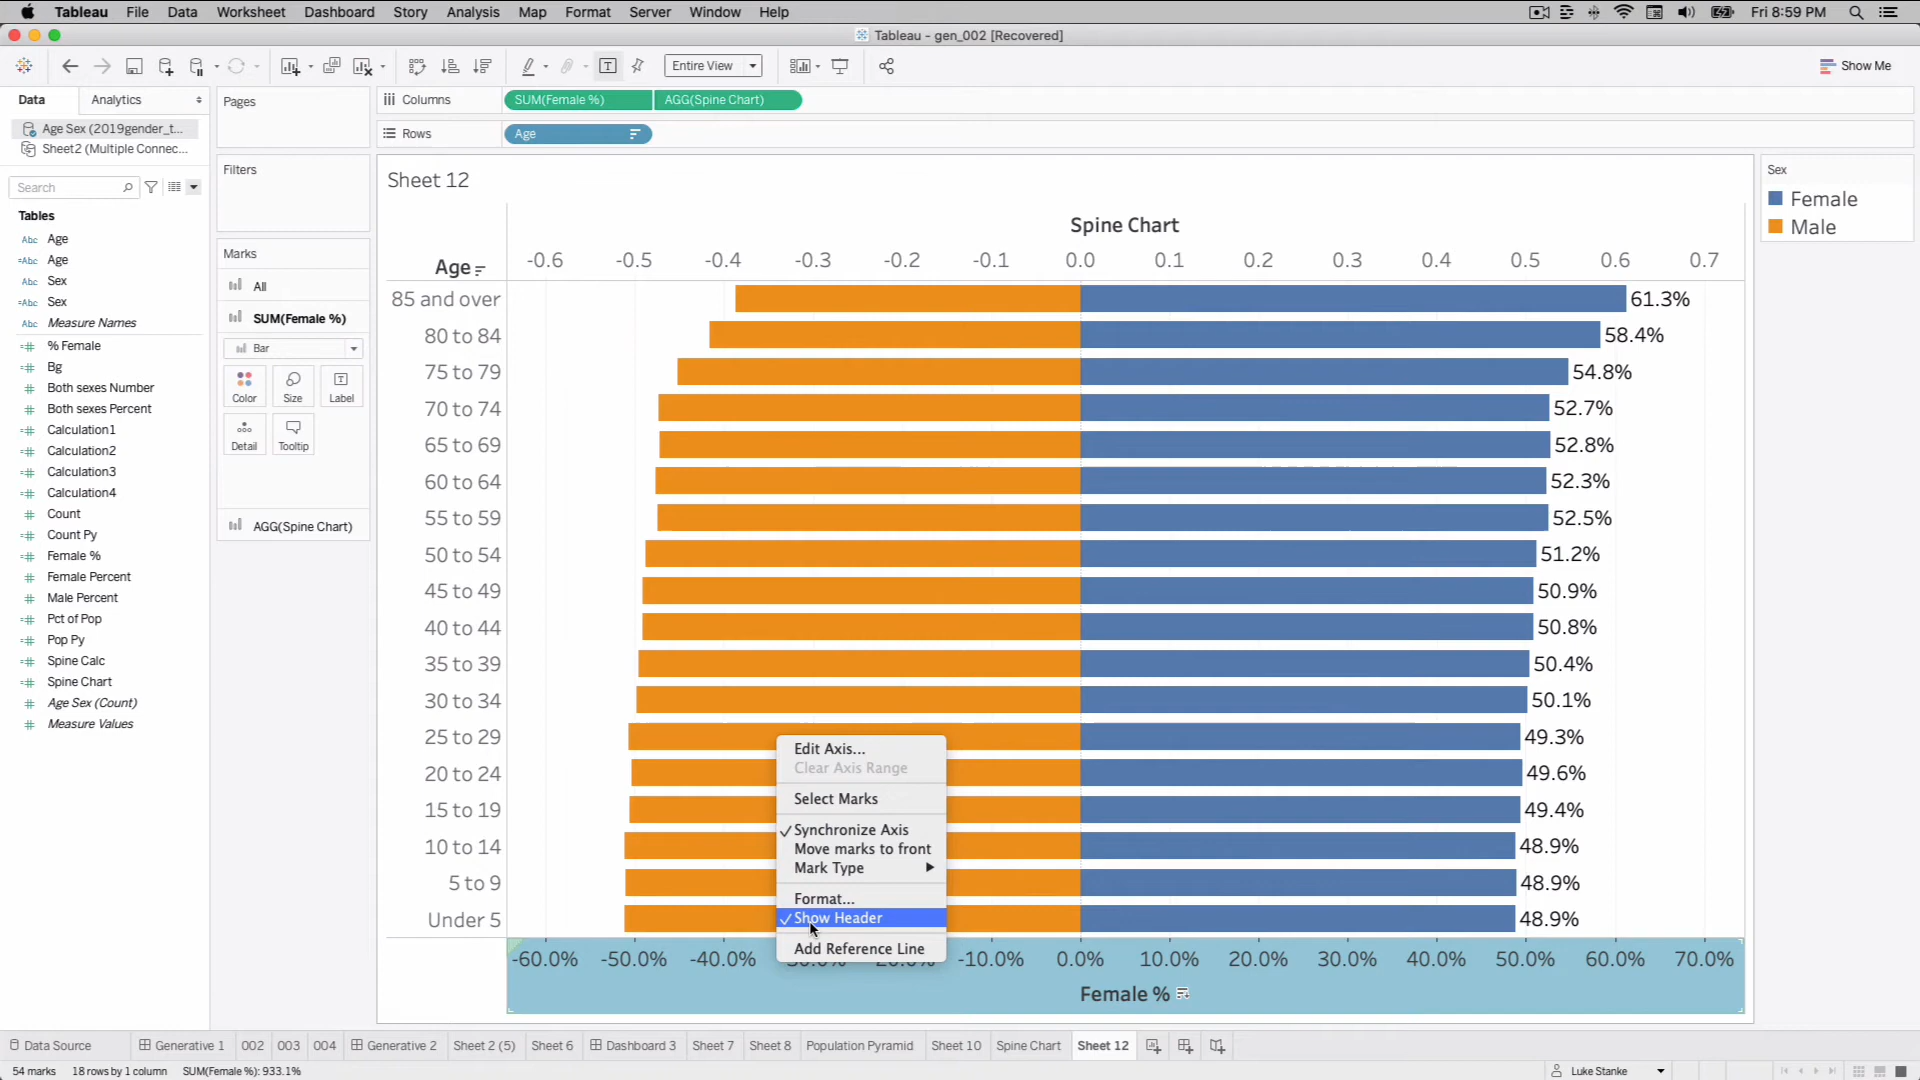 Tableau File Data Worksheet Dashboard Story Analysis Map Format Server Window Help Fri 8:59 PM
Tableau - gen_002 [Recovered]
Entire View Show Me
Data Analytics
Age Sex (2019gender_t...
Sheet2 (Multiple Connec...
Search
Tables
Abc Age
=Abc Age
Abc Sex
=Abc Sex
Abc Measure Names
=# % Female
=# Bg
=# Both sexes Number
=# Both sexes Percent
=# Calculation1
=# Calculation2
=# Calculation3
=# Calculation4
=# Count
=# Count Py
=# Female %
=# Female Percent
=# Male Percent
=# Pct of Pop
=# Pop Py
=# Spine Calc
=# Spine Chart
# Age Sex (Count)
# Measure Values
Pages
Filters
Marks
All
SUM(Female %)
Bar
Color Size Label
Detail Tooltip
AGG(Spine Chart)
Columns SUM(Female %) AGG(Spine Chart)
Rows Age
Sheet 12
Spine Chart
Age -0.6 -0.5 -0.4 -0.3 -0.2 -0.1 0.0 0.1 0.2 0.3 0.4 0.5 0.6 0.7
85 and over 61.3%
80 to 84 58.4%
75 to 79 54.8%
70 to 74 52.7%
65 to 69 52.8%
60 to 64 52.3%
55 to 59 52.5%
50 to 54 51.2%
45 to 49 50.9%
40 to 44 50.8%
35 to 39 50.4%
30 to 34 50.1%
25 to 29 49.3%
20 to 24 49.6%
15 to 19 49.4%
10 to 14 48.9%
5 to 9 48.9%
Under 5 48.9%
Edit Axis...
Clear Axis Range
Select Marks
Synchronize Axis
Move marks to front
Mark Type
Format...
Show Header
Add Reference Line
-60.0% -50.0% -40.0% -10.0% 0.0% 10.0% 20.0% 30.0% 40.0% 50.0% 60.0% 70.0%
Female %
Sex
Female
Male
Data Source Generative 1 002 003 004 Generative 2 Sheet 2 (5) Sheet 6 Dashboard 3 Sheet 7 Sheet 8 Population Pyramid Sheet 10 Spine Chart Sheet 12
54 marks 18 rows by 1 column SUM(Female %): 933.1% Luke Stanke